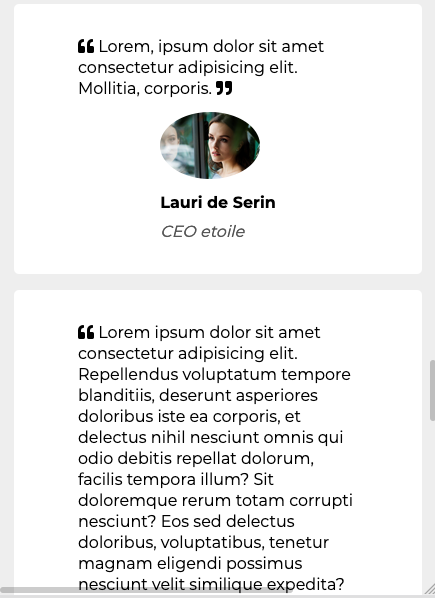 ❝ Lorem, ipsum dolor sit amet
consectetur adipisicing elit.
Mollitia, corporis. ❞
Lauri de Serin
CEO etoile
❝ Lorem ipsum dolor sit amet
consectetur adipisicing elit.
Repellendus voluptatum tempore
blanditiis, deserunt asperiores
doloribus iste ea corporis, et
delectus nihil nesciunt omnis qui
odio debitis repellat dolorum,
facilis tempora illum? Sit
doloremque rerum totam corrupti
nesciunt? Eos sed delectus
doloribus, voluptatibus, tenetur
magnam eligendi possimus
nesciunt velit similique expedita?